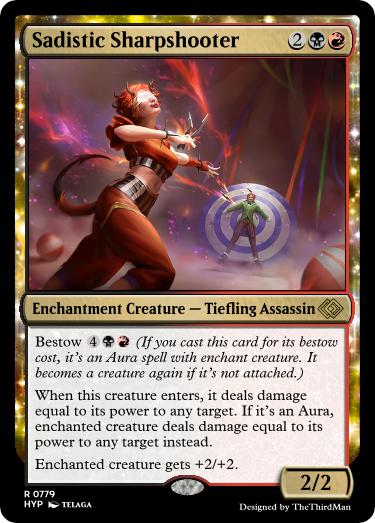 Sadistic Sharpshooter 2
Enchantment Creature — Tiefling Assassin
Bestow 4 (If you cast this card for its bestow
cost, it's an Aura spell with enchant creature. It
becomes a creature again if it's not attached.)
When this creature enters, it deals damage
equal to its power to any target. If it's an Aura,
enchanted creature deals damage equal to its
power to any target instead.
Enchanted creature gets +2/+2.
2/2
R 0779
HYP TELAGA
Designed by TheThirdMan